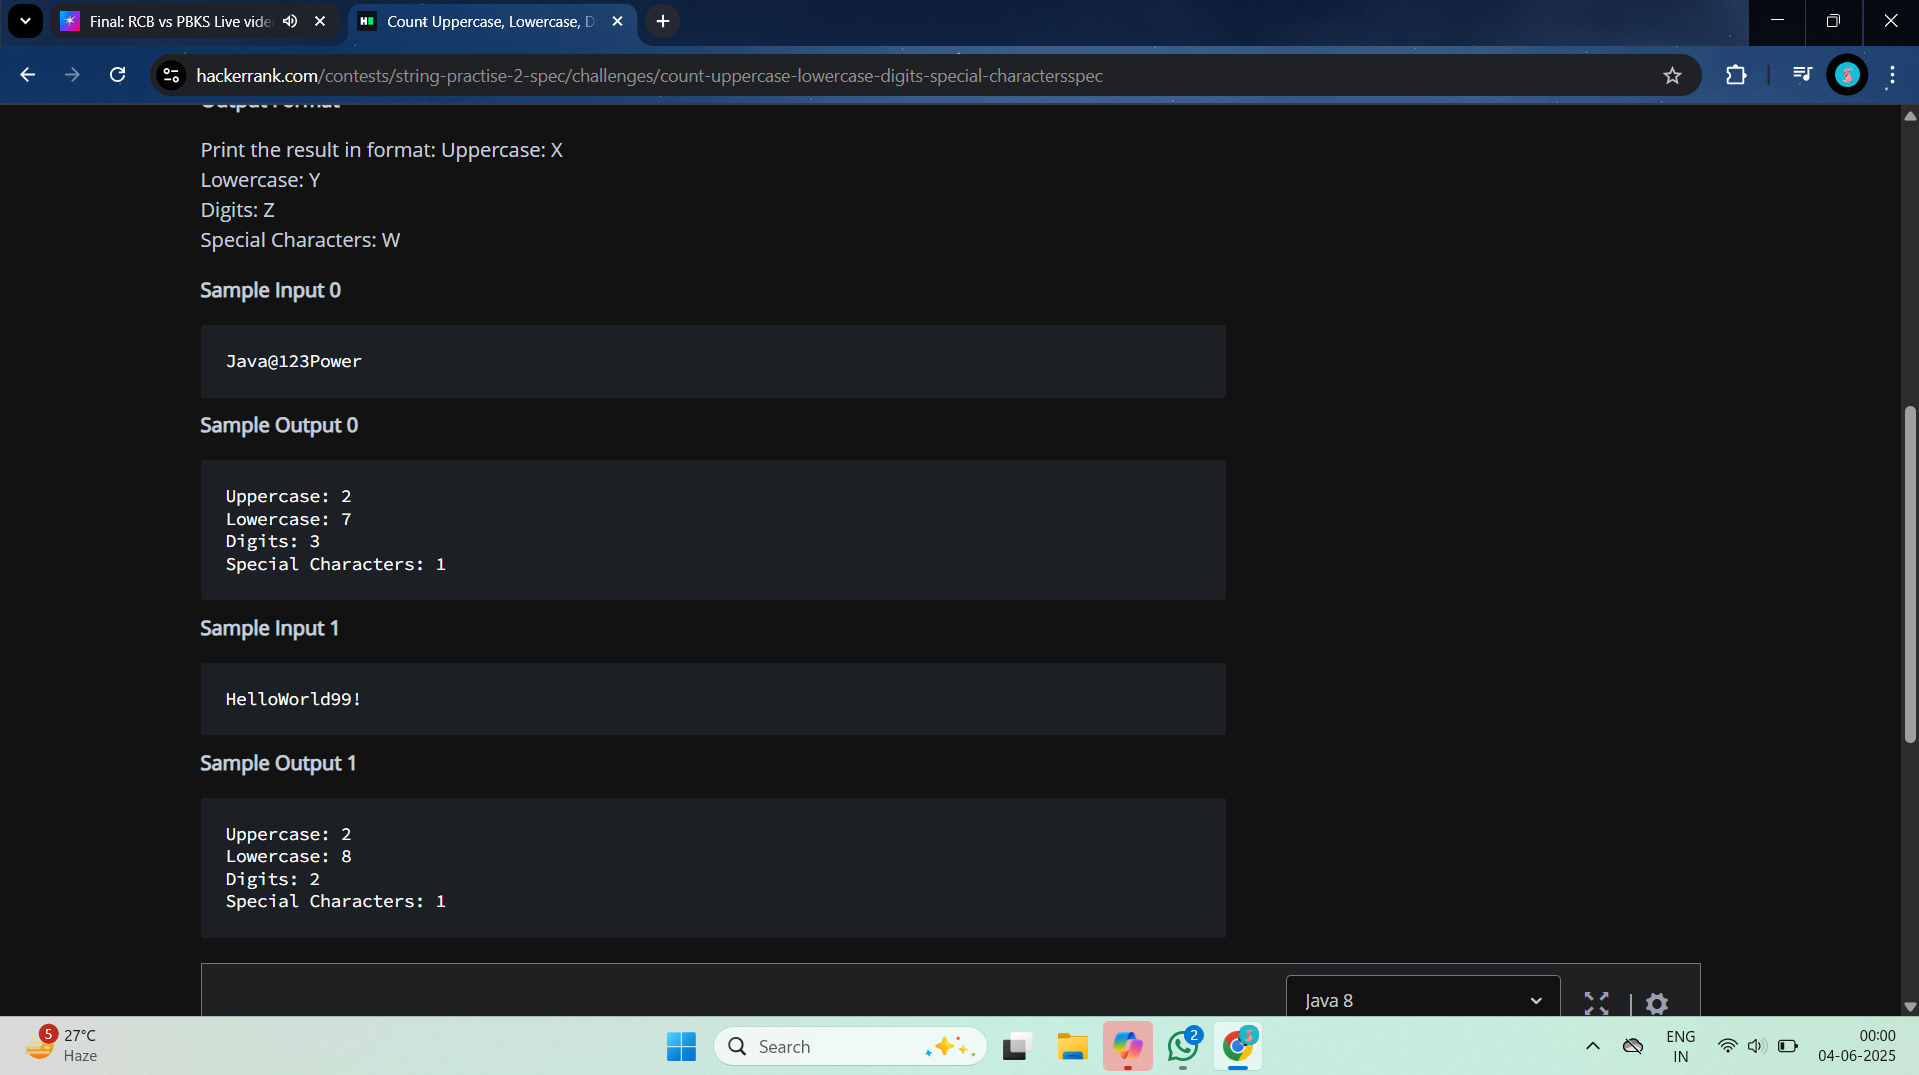 Final: RCB vs PBKS Live vide
Count Uppercase, Lowercase, D
hackerrank.com/contests/string-practise-2-spec/challenges/count-uppercase-lowercase-digits-special-charactersspec
Output Format
Print the result in format: Uppercase: X
Lowercase: Y
Digits: Z
Special Characters: W
Sample Input 0
Java@123Power
Sample Output 0
Uppercase: 2
Lowercase: 7
Digits: 3
Special Characters: 1
Sample Input 1
HelloWorld99!
Sample Output 1
Uppercase: 2
Lowercase: 8
Digits: 2
Special Characters: 1
Java 8
5
27°C
Haze
Search
2
ENG
IN
00:00
04-06-2025